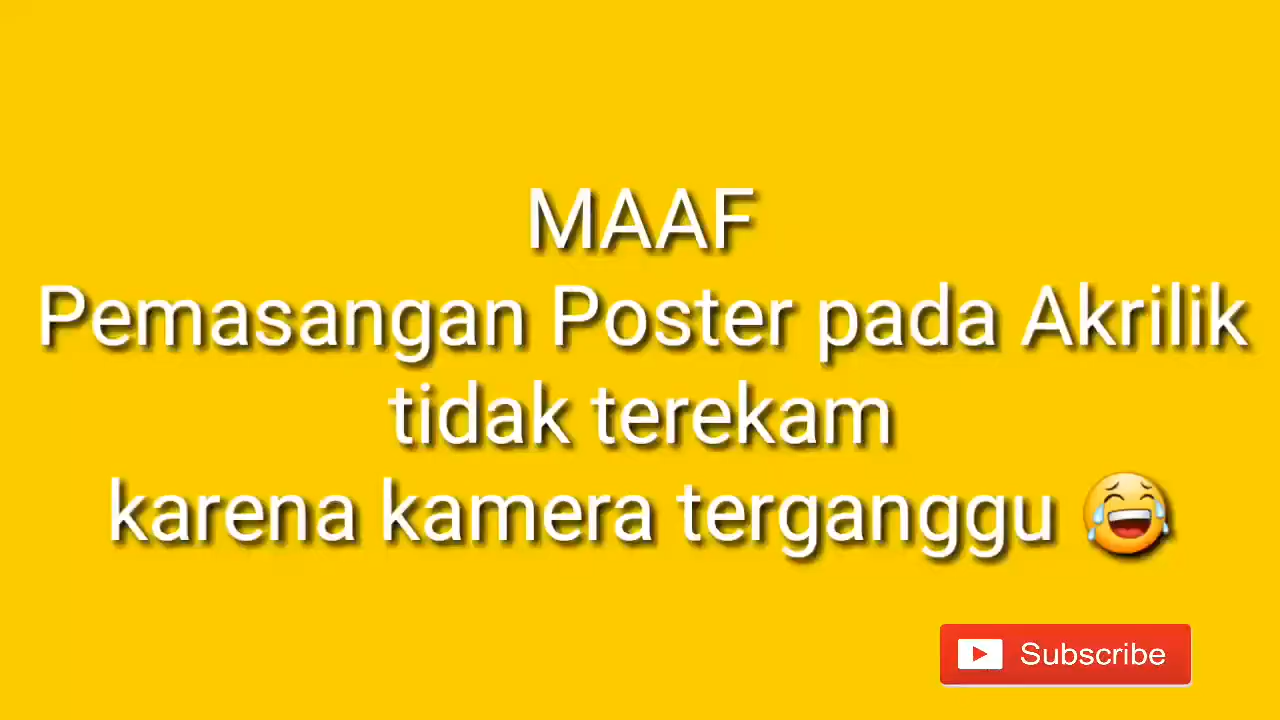 MAAF
Pemasangan Poster pada Akrilik
tidak terekam
karena kamera terganggu 😂
Subscribe